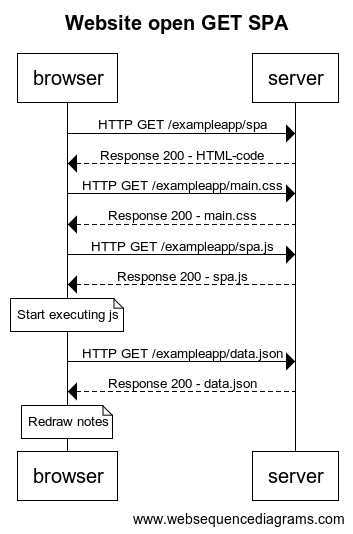 Website open GET SPA
browser
server
HTTP GET /exampleapp/spa
Response 200 - HTML-code
HTTP GET /exampleapp/main.css
Response 200 - main.css
HTTP GET /exampleapp/spa.js
Response 200 - spa.js
Start executing js
HTTP GET /exampleapp/data.json
Response 200 - data.json
Redraw notes
browser
server
www.websequencediagrams.com